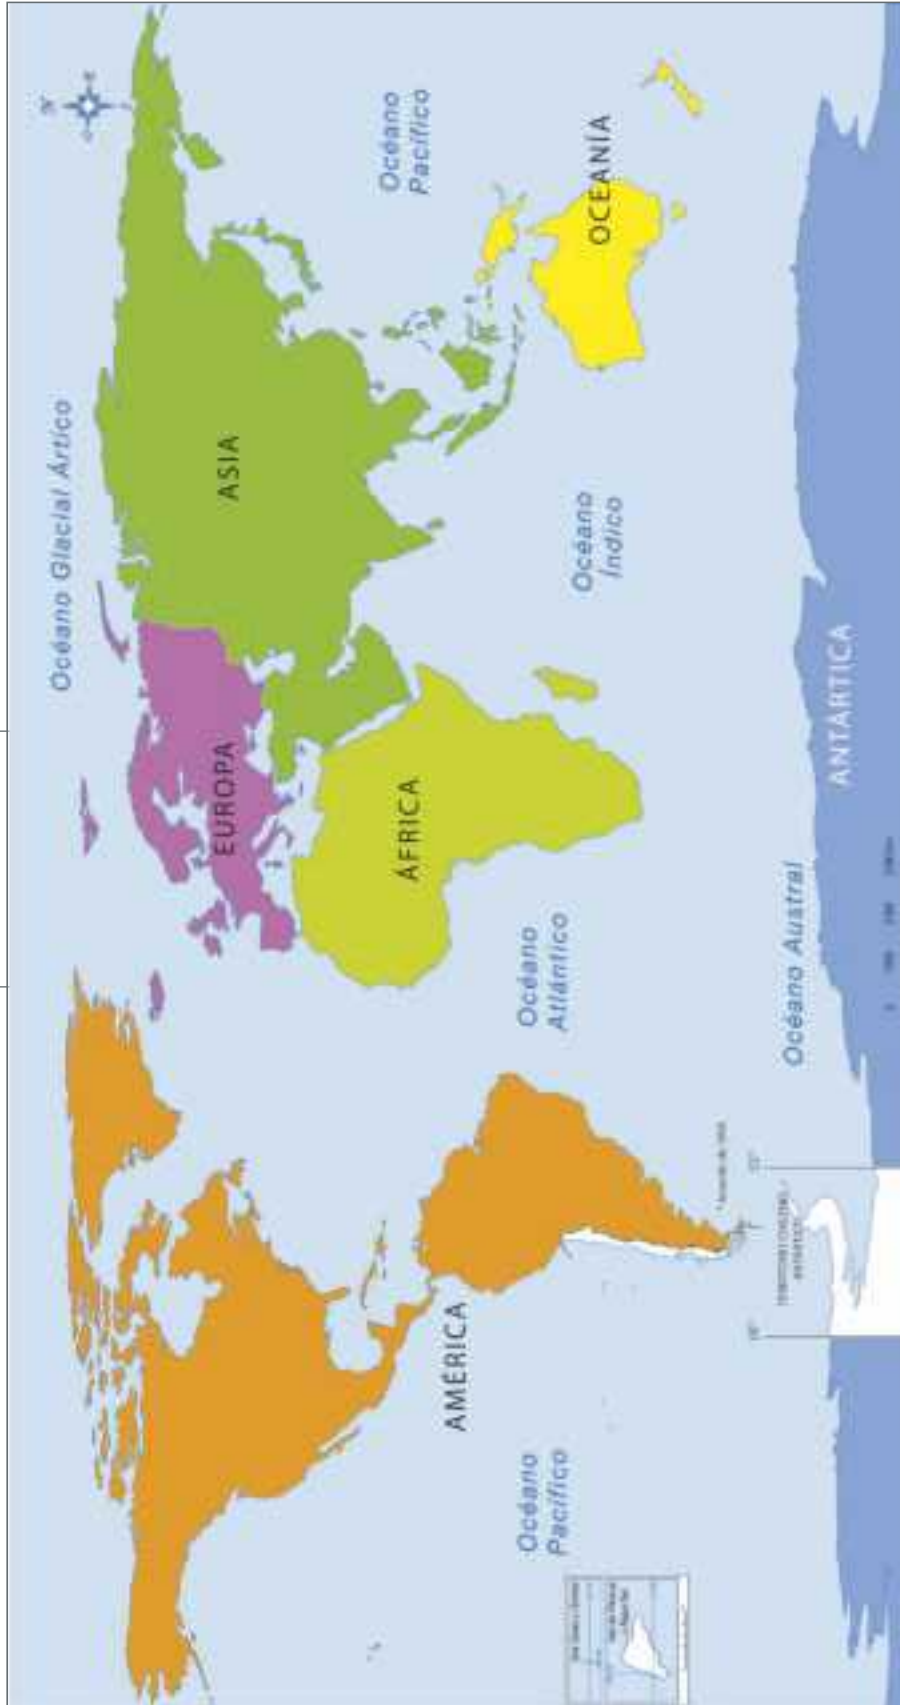 Océano Glacial Ártico
ASIA
EUROPA
Océano
Pacífico
ÁFRICA
AMÉRICA
OCEANÍA
Océano
Índico
Océano
Atlántico
Océano
Pacífico
Océano Austral
ANTÁRTICA